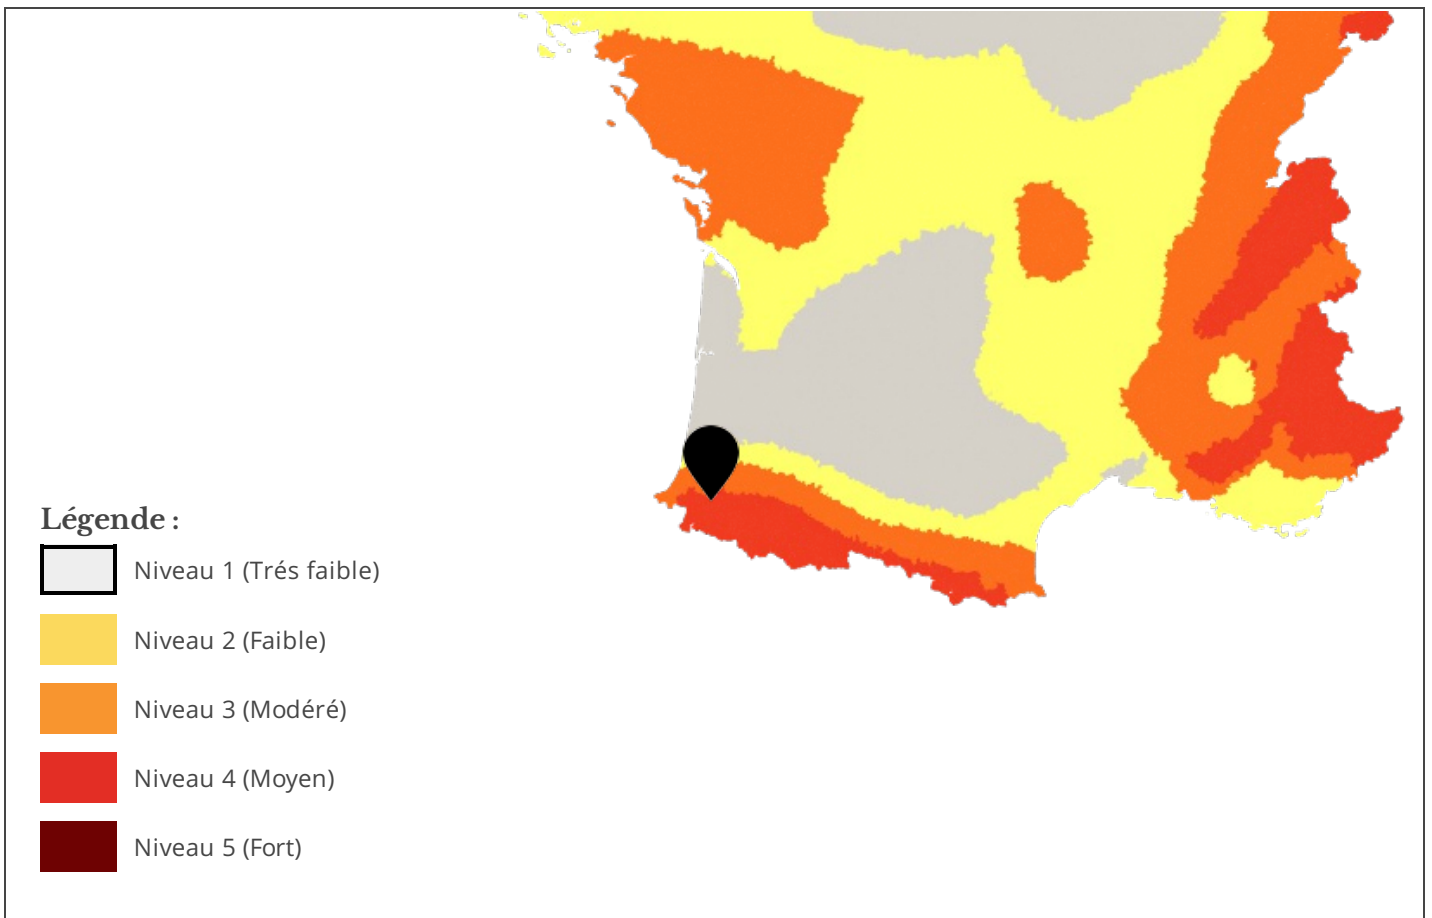 Légende :
Niveau 1 (Trés faible)
Niveau 2 (Faible)
Niveau 3 (Modéré)
Niveau 4 (Moyen)
Niveau 5 (Fort)